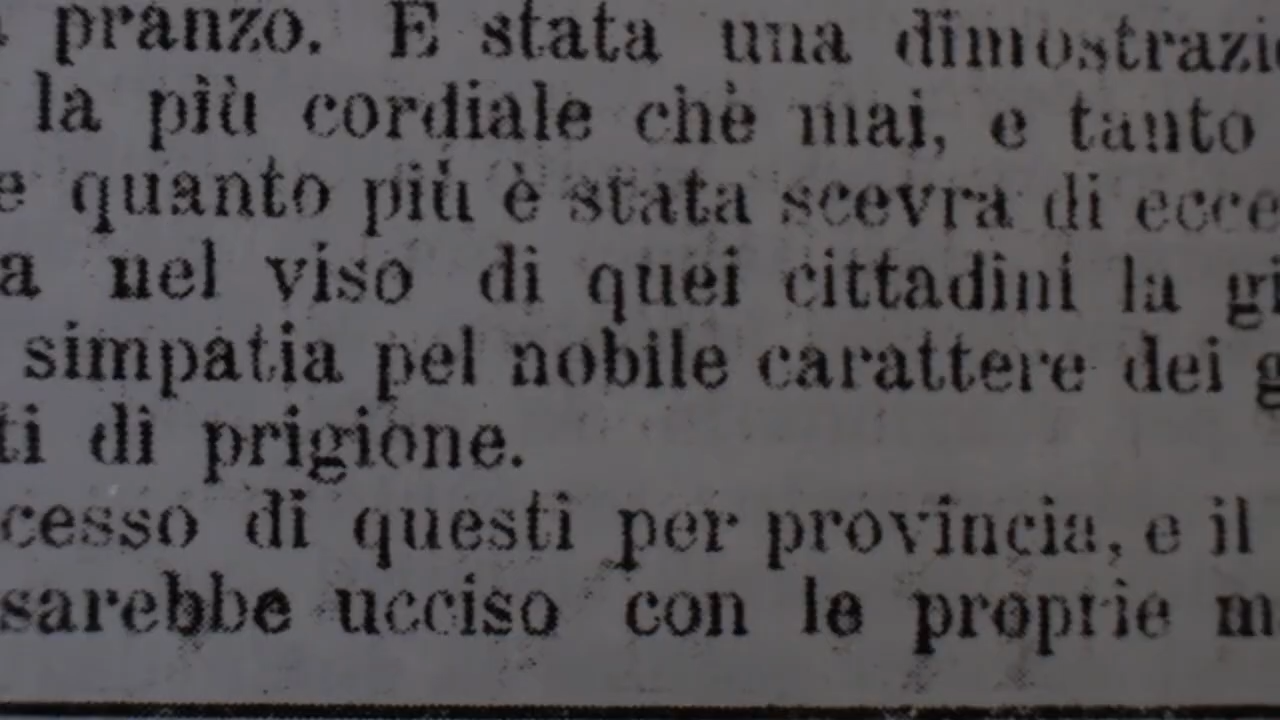 pranzo. E stata una dimostrazi
la più cordiale chè mai, e tanto
e quanto più è stata scevra di ecce
a nel viso di quei cittadini la gi
simpatia pel nobile carattere dei g
ti di prigione.
cesso di questi per provincia, e il
sarebbe ucciso con le proprie m